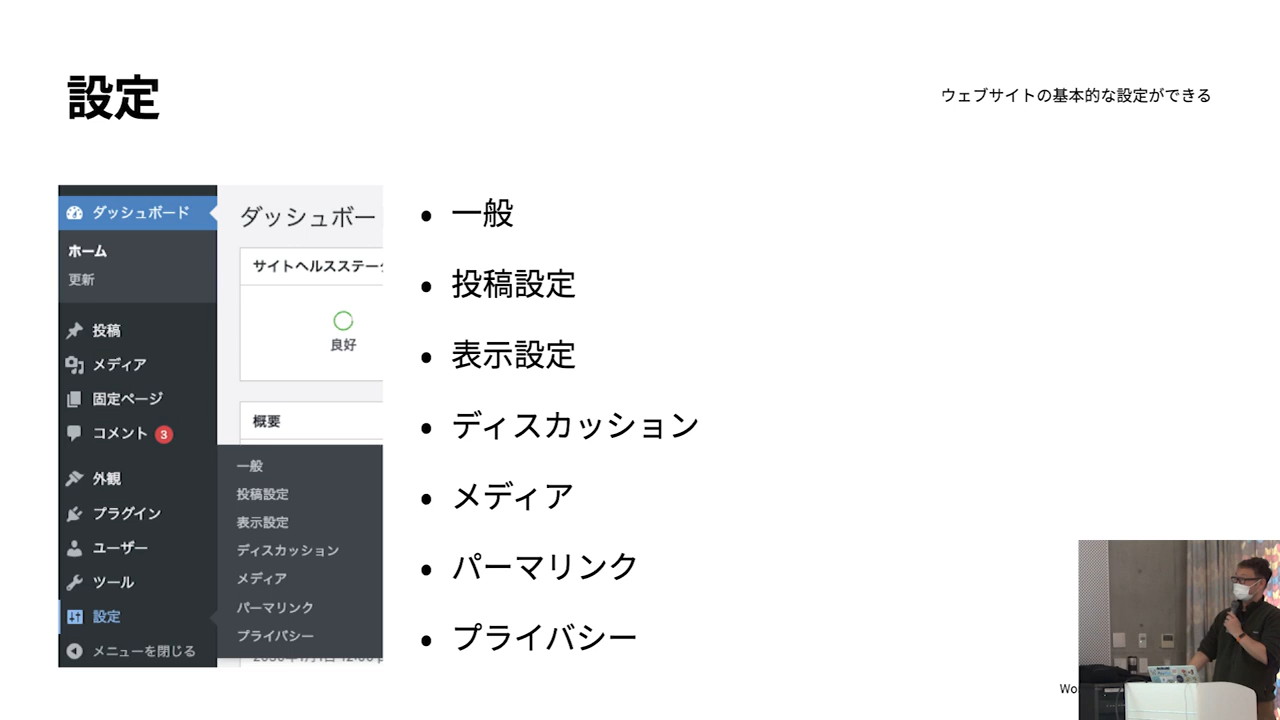 設定
ウェブサイトの基本的な設定ができる
ダッシュボード
ホーム
更新
投稿
メディア
固定ページ
コメント 3
外観
プラグイン
ユーザー
ツール
設定
メニューを閉じる
ダッシュボー
サイトヘルスステー
良好
概要
一般
投稿設定
表示設定
ディスカッション
メディア
パーマリンク
プライバシー
• 一般
• 投稿設定
• 表示設定
• ディスカッション
• メディア
• パーマリンク
• プライバシー